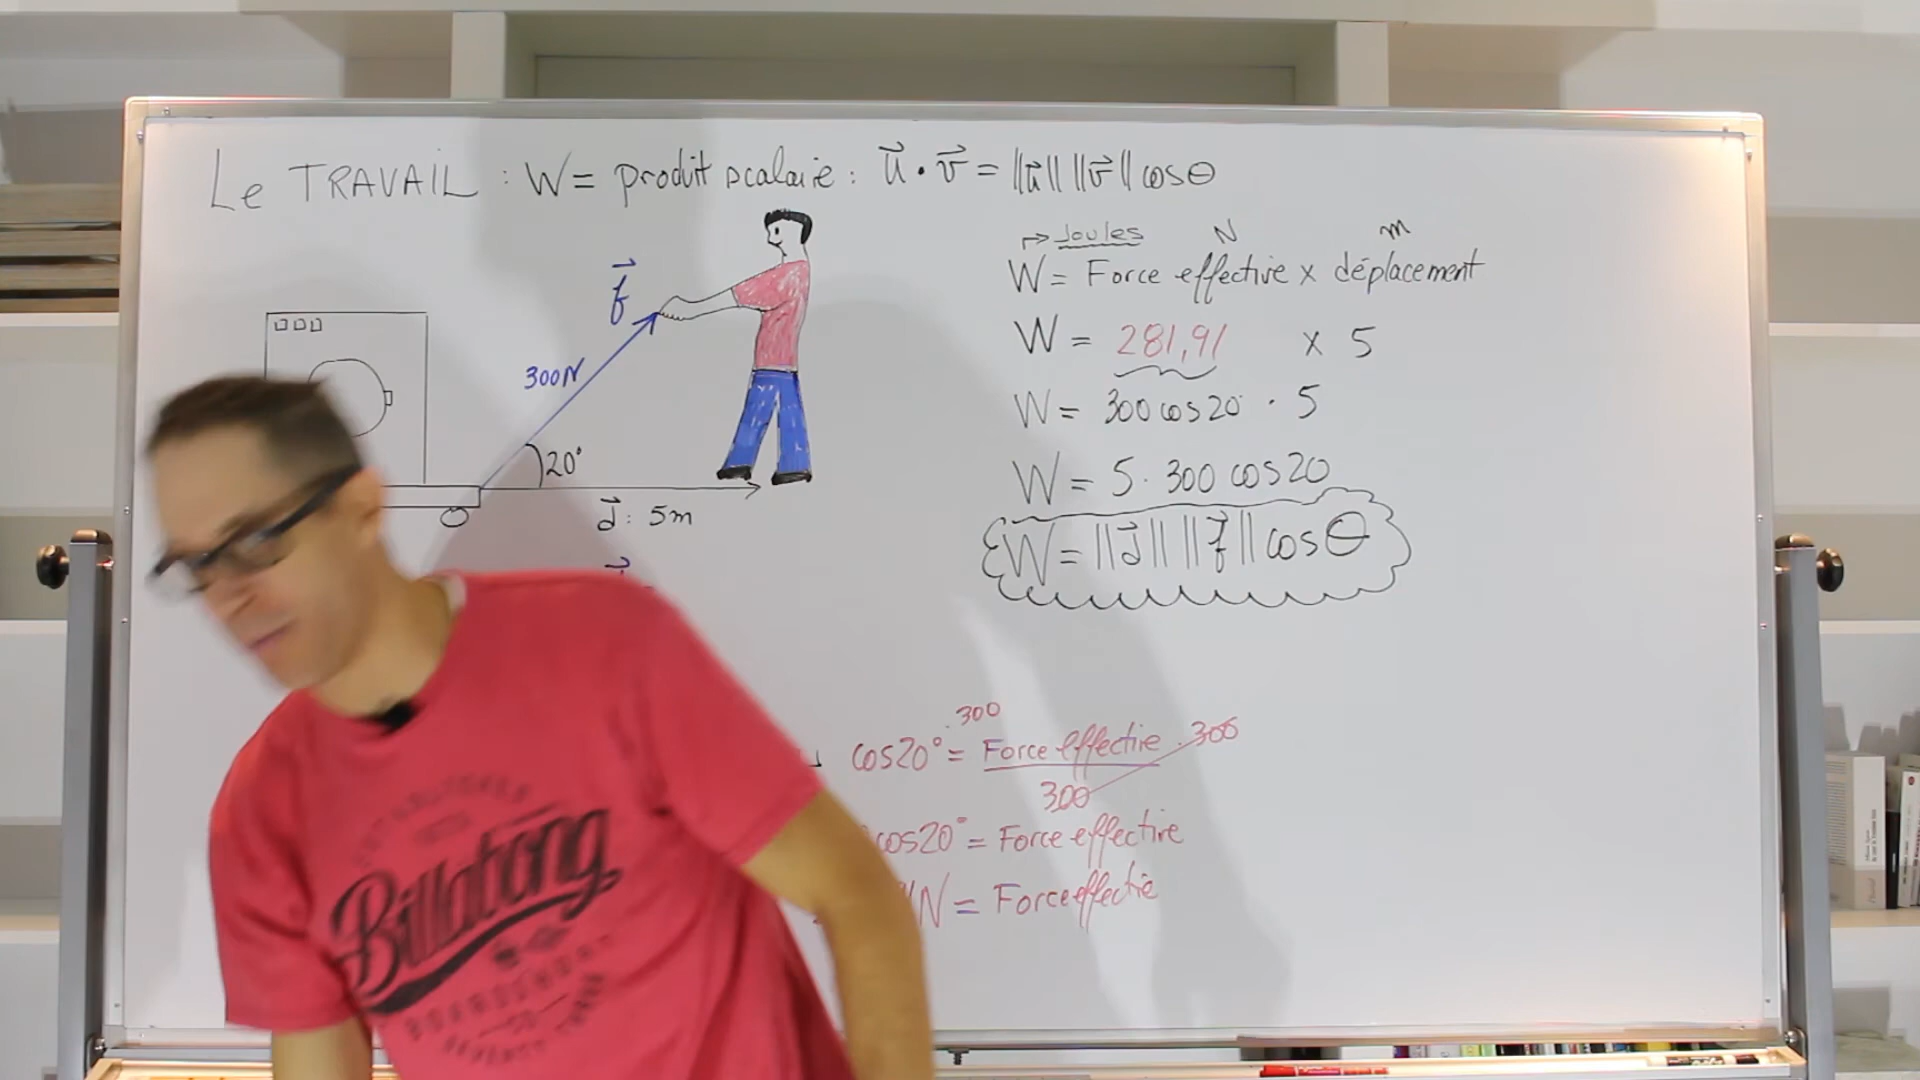 Le TRAVAIL : W = produit scalaire : u⃗ • v⃗ = ||u⃗|| ||v⃗|| cos θ
Joules N m
W = Force effective x déplacement
f⃗
W = 281,91 x 5
300N
W = 300 cos 20 · 5
20°
W = 5 · 300 cos 20
d⃗ : 5m
W = ||d⃗|| ||f⃗|| cos θ
· 300
cos 20° = Force effective · 300
300
cos 20° = Force effective
N = Force effective
Billabong